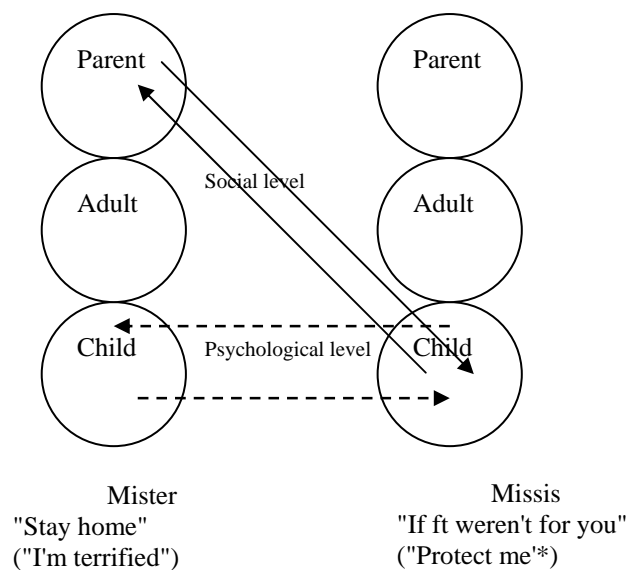 Parent
Parent
Social level
Adult
Adult
Child
Psychological level
Child
Mister
Missis
"Stay home"
"If ft weren't for you"
("I'm terrified")
("Protect me'*)